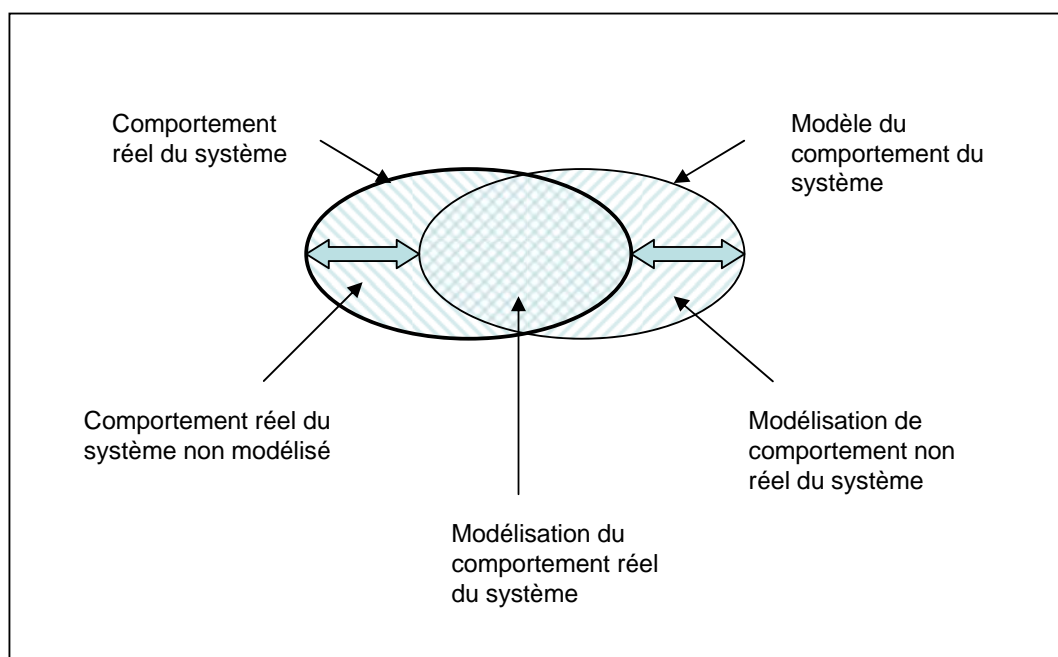 Comportement
réel du système
Modèle du
comportement du
système
Comportement réel du
système non modélisé
Modélisation de
comportement non
réel du système
Modélisation du
comportement réel
du système